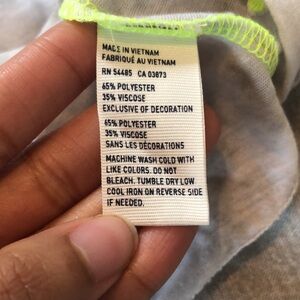 MADE IN VIETNAM
FABRIQUÉ AU VIETNAM
RN 54485 CA 03873
65% POLYESTER
35% VISCOSE
EXCLUSIVE OF DECORATION
65% POLYESTER
35% VISCOSE
SANS LES DÉCORATIONS
MACHINE WASH COLD WITH
LIKE COLORS. DO NOT
BLEACH. TUMBLE DRY LOW
COOL IRON ON REVERSE SIDE
IF NEEDED.